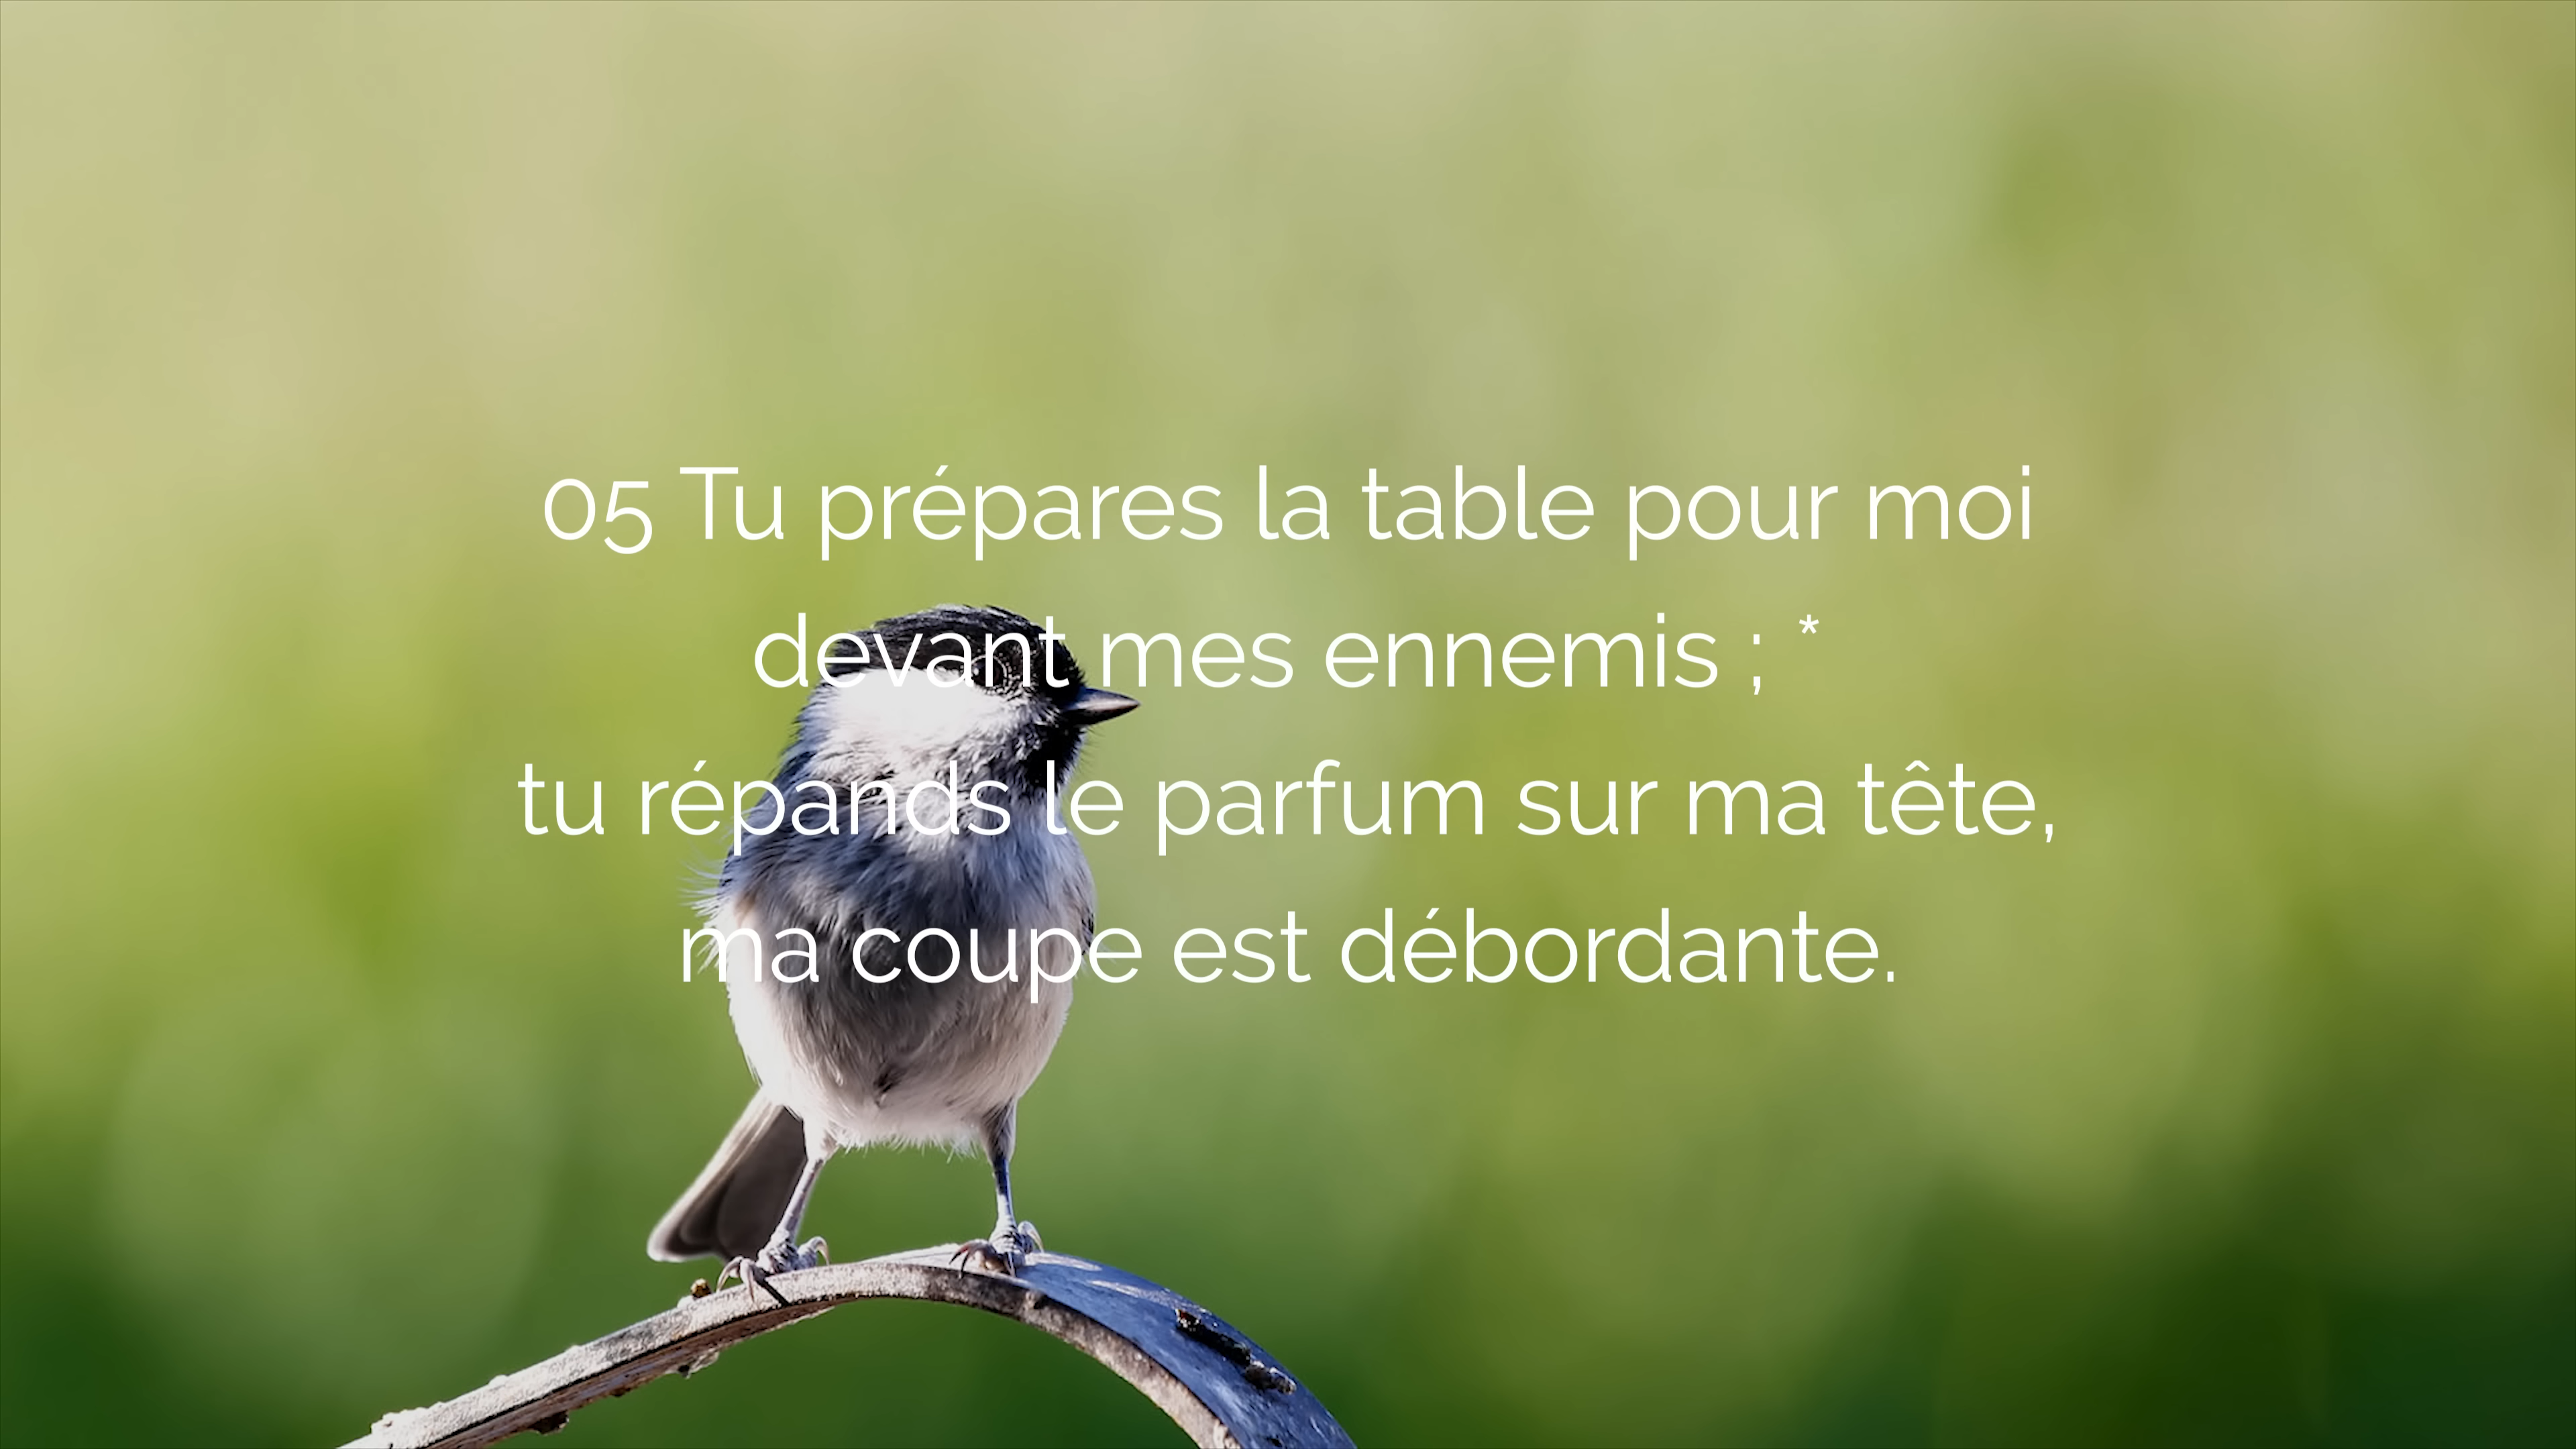 05 Tu prépares la table pour moi
devant mes ennemis ; *
tu répands le parfum sur ma tête,
ma coupe est débordante.